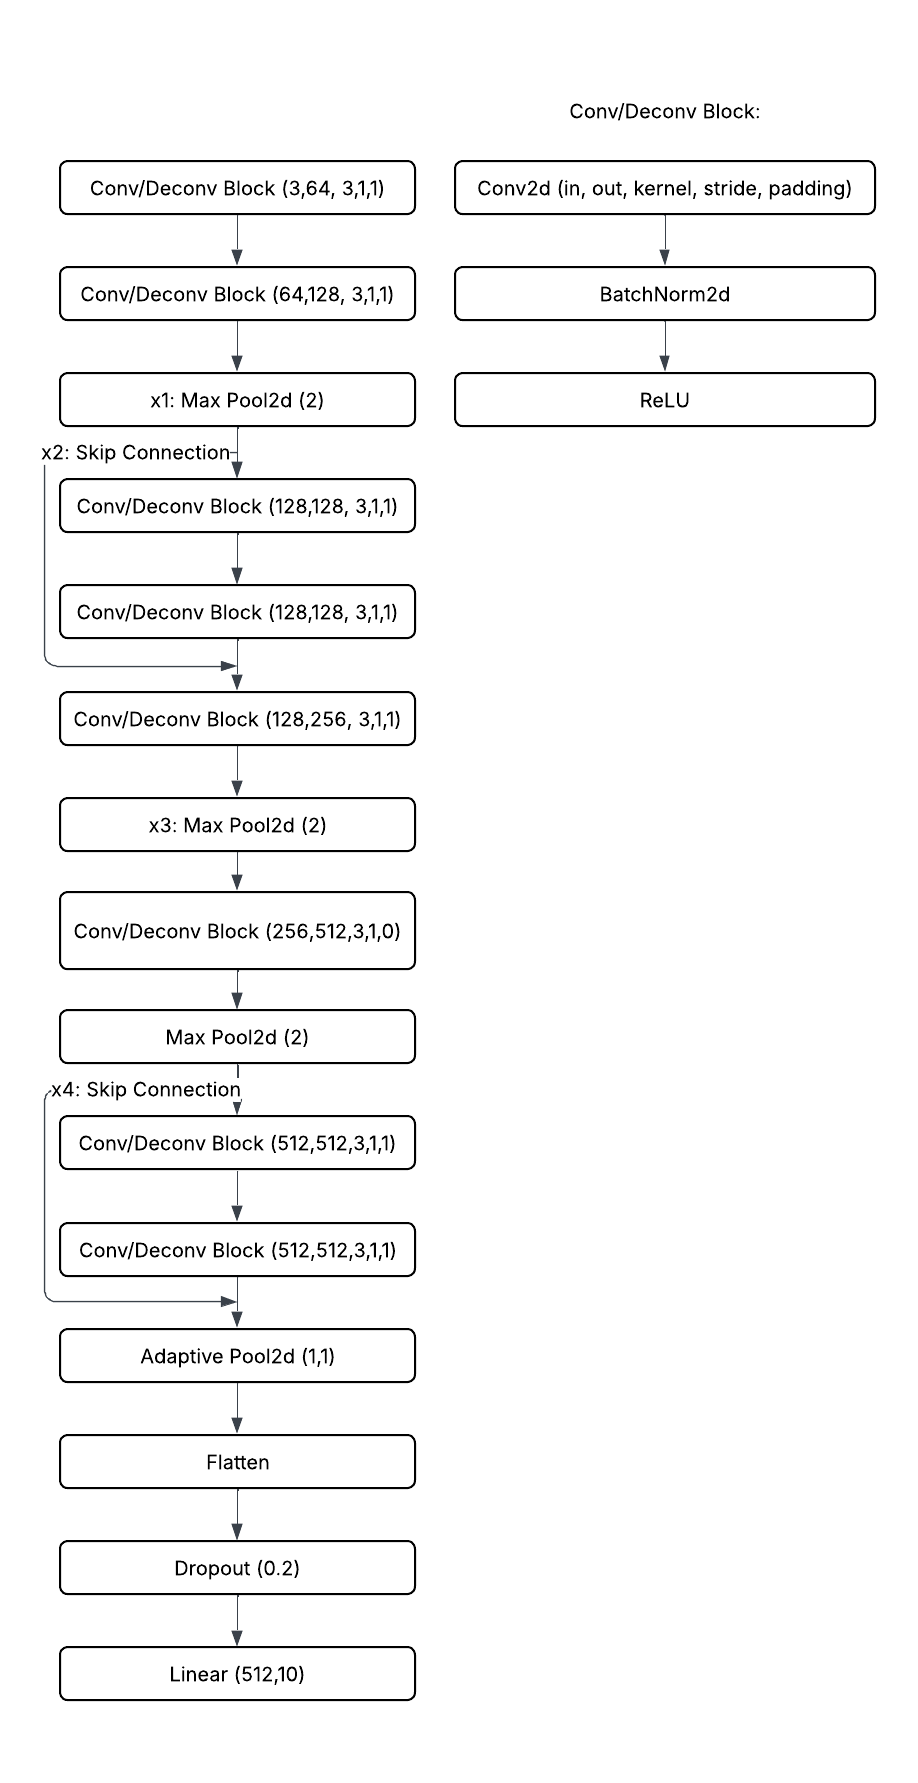 Conv/Deconv Block (3,64, 3,1,1)
Conv/Deconv Block (64,128, 3,1,1)
x1: Max Pool2d (2)
x2: Skip Connection
Conv/Deconv Block (128,128, 3,1,1)
Conv/Deconv Block (128,128, 3,1,1)
Conv/Deconv Block (128,256, 3,1,1)
x3: Max Pool2d (2)
Conv/Deconv Block (256,512,3,1,0)
Max Pool2d (2)
x4: Skip Connection
Conv/Deconv Block (512,512,3,1,1)
Conv/Deconv Block (512,512,3,1,1)
Adaptive Pool2d (1,1)
Flatten
Dropout (0.2)
Linear (512,10)
Conv/Deconv Block:
Conv2d (in, out, kernel, stride, padding)
BatchNorm2d
ReLU